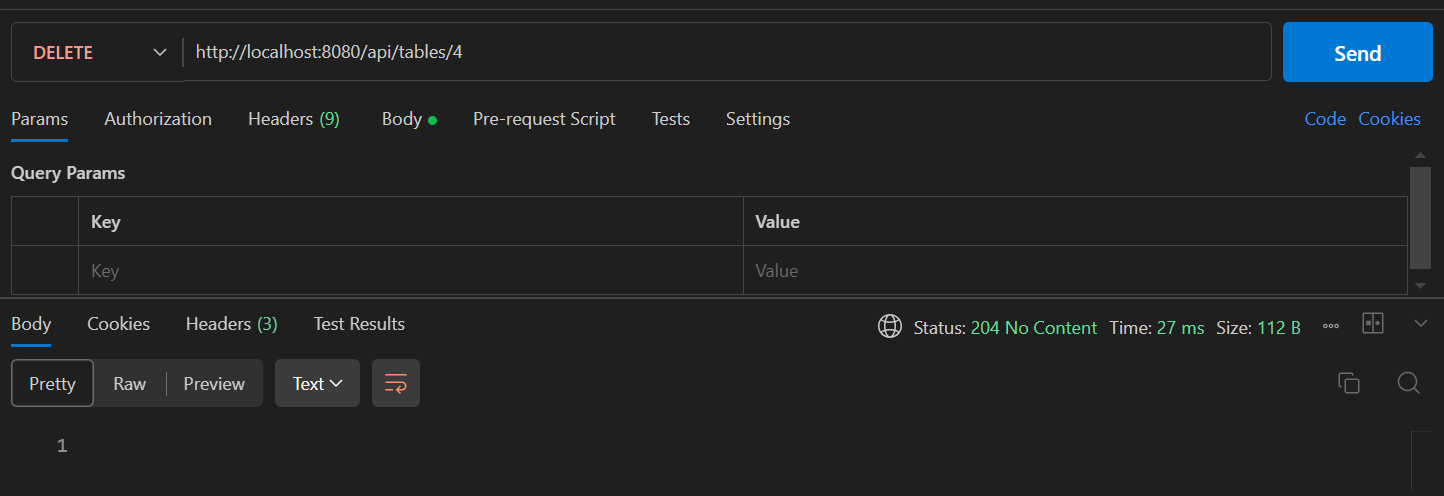 DELETE http://localhost:8080/api/tables/4 Send
Params Authorization Headers (9) Body Pre-request Script Tests Settings Code Cookies
Query Params
Key Value
Key Value
Body Cookies Headers (3) Test Results Status: 204 No Content Time: 27 ms Size: 112 B
Pretty Raw Preview Text
1